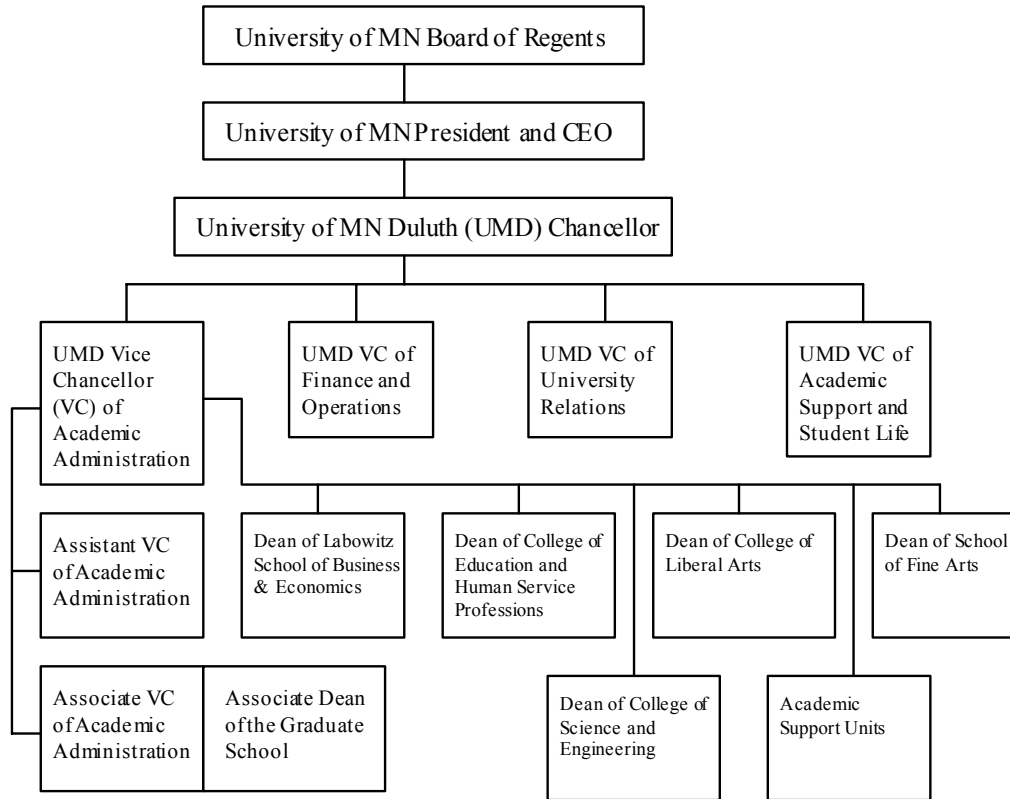 University of MN Board of Regents
University of MN President and CEO
University of MN Duluth (UMD) Chancellor
UMD Vice
Chancellor
(VC) of
Academic
Administration
UMD VC of
Finance and
Operations
UMD VC of
University
Relations
UMD VC of
Academic
Support and
Student Life
Assistant VC
of Academic
Administration
Dean of Labowitz
School of Business
& Economics
Dean of College of
Education and
Human Service
Professions
Dean of College of
Liberal Arts
Dean of School
of Fine Arts
Associate VC
of Academic
Administration
Associate Dean
of the Graduate
School
Dean of College of
Science and
Engineering
Academic
Support Units